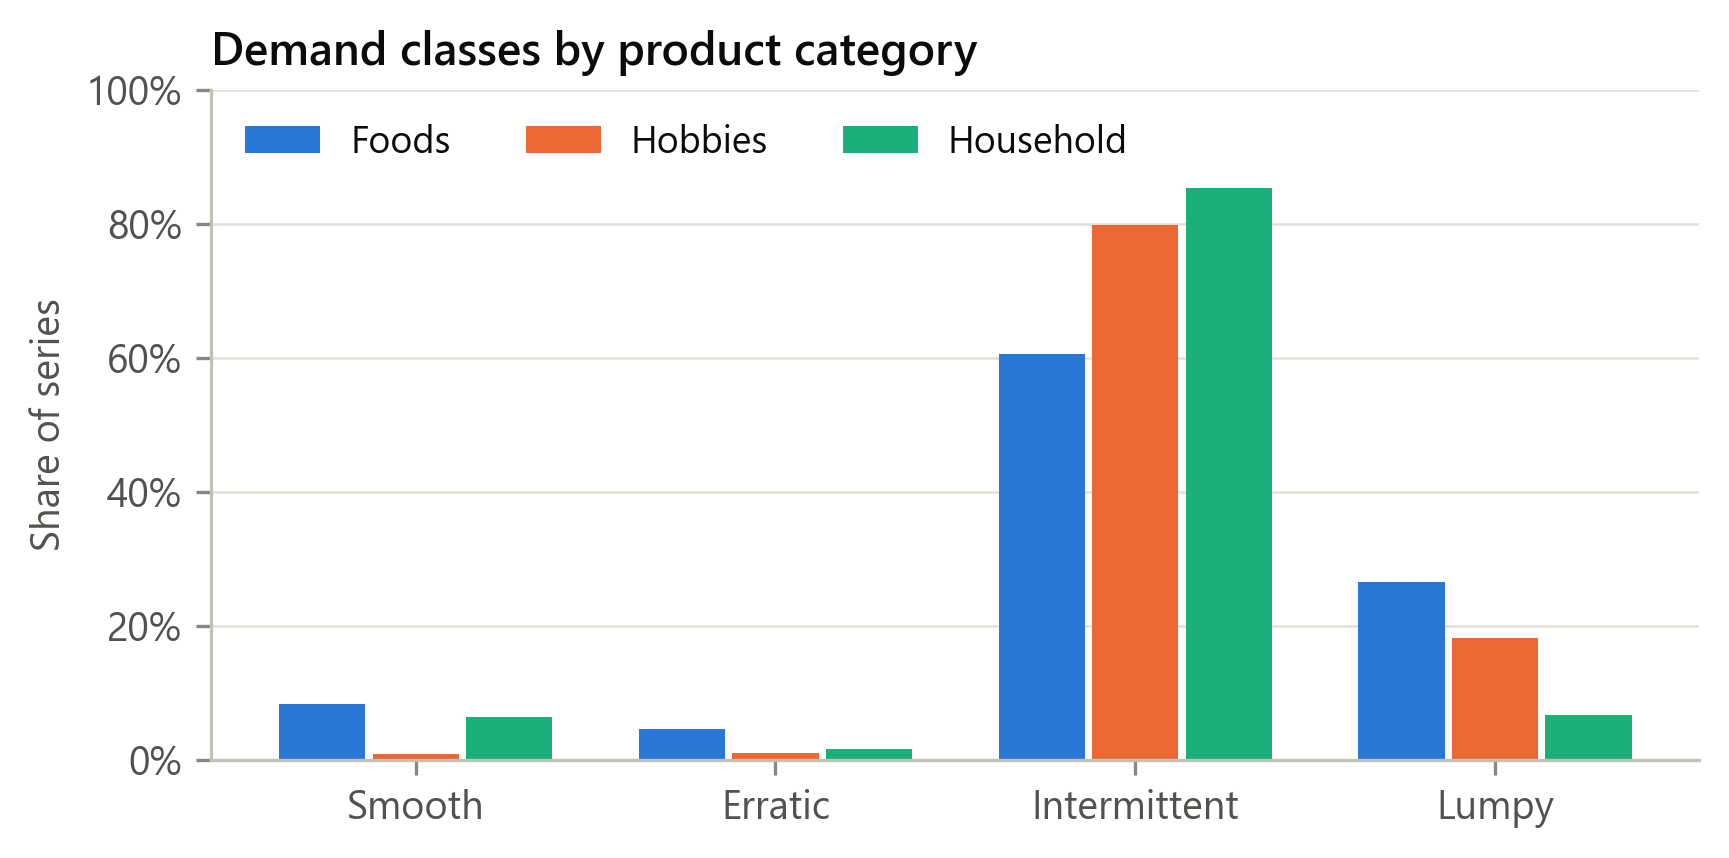 Demand classes by product category
100%
80%
60%
40%
20%
0%
Share of series
Foods Hobbies Household
Smooth Erratic Intermittent Lumpy